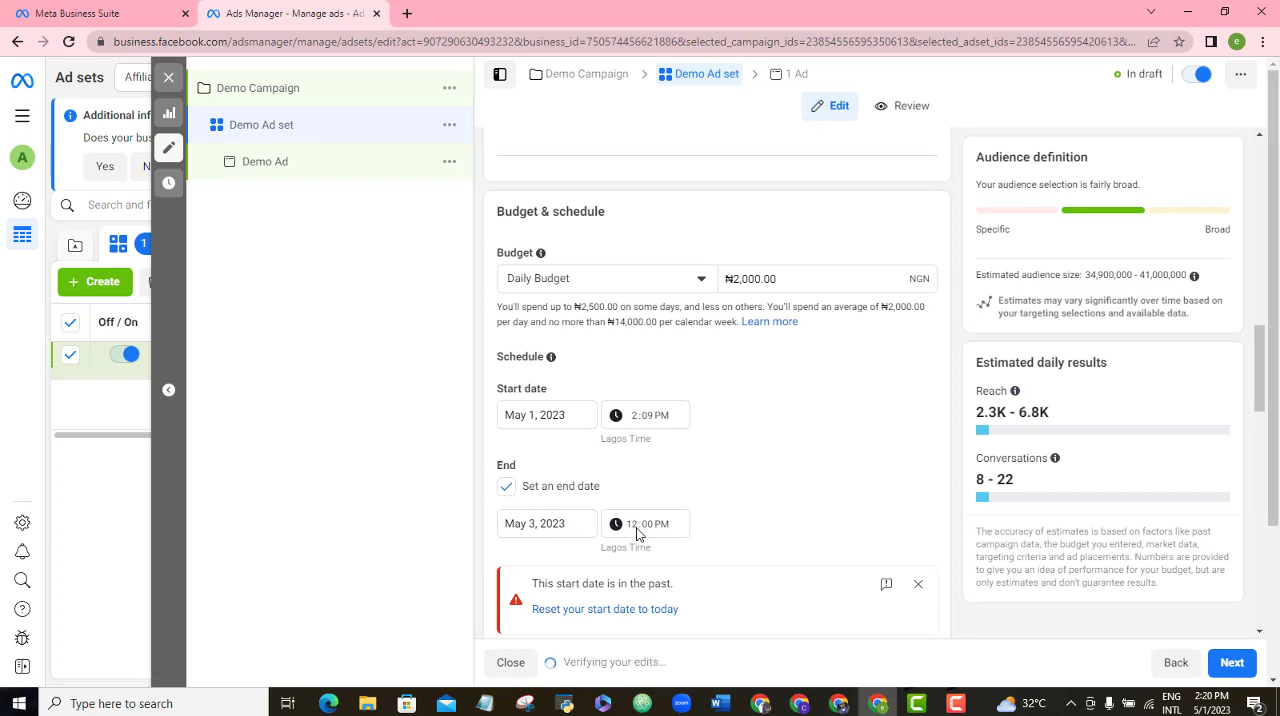 Meta Business Suite
Ads Manager - Manage ads - Ad
business.facebook.com/adsmanager/manage/adsets/edit?act=907290630493232&business_id=750574456621886&selected_campaign_ids=23854556595350613&selected_adset_ids=23854556595420613&...
e
Ad sets
Affilia
Additional in
Does your bu
Yes
N
Search and f
1
Create
Off / On
A
Demo Campaign
Demo Ad set
Demo Ad
Demo Campaign
Demo Ad set
1 Ad
In draft
Edit
Review
Budget & schedule
Budget
Daily Budget
₦2,000.00
NGN
You'll spend up to ₦2,500.00 on some days, and less on others. You'll spend an average of ₦2,000.00
per day and no more than ₦14,000.00 per calendar week. Learn more
Schedule
Start date
May 1, 2023
2:09 PM
Lagos Time
End
Set an end date
May 3, 2023
12:00 PM
Lagos Time
This start date is in the past.
Reset your start date to today
Close
Verifying your edits...
Back
Next
Audience definition
Your audience selection is fairly broad.
Specific
Broad
Estimated audience size: 34,900,000 - 41,000,000
Estimates may vary significantly over time based on
your targeting selections and available data.
Estimated daily results
Reach
2.3K - 6.8K
Conversations
8 - 22
The accuracy of estimates is based on factors like past
campaign data, the budget you entered, market data,
targeting criteria and ad placements. Numbers are provided
to give you an idea of performance for your budget, but are
only estimates and don't guarantee results.
Type here to search
32°C
ENG
INTL
2:20 PM
5/1/2023